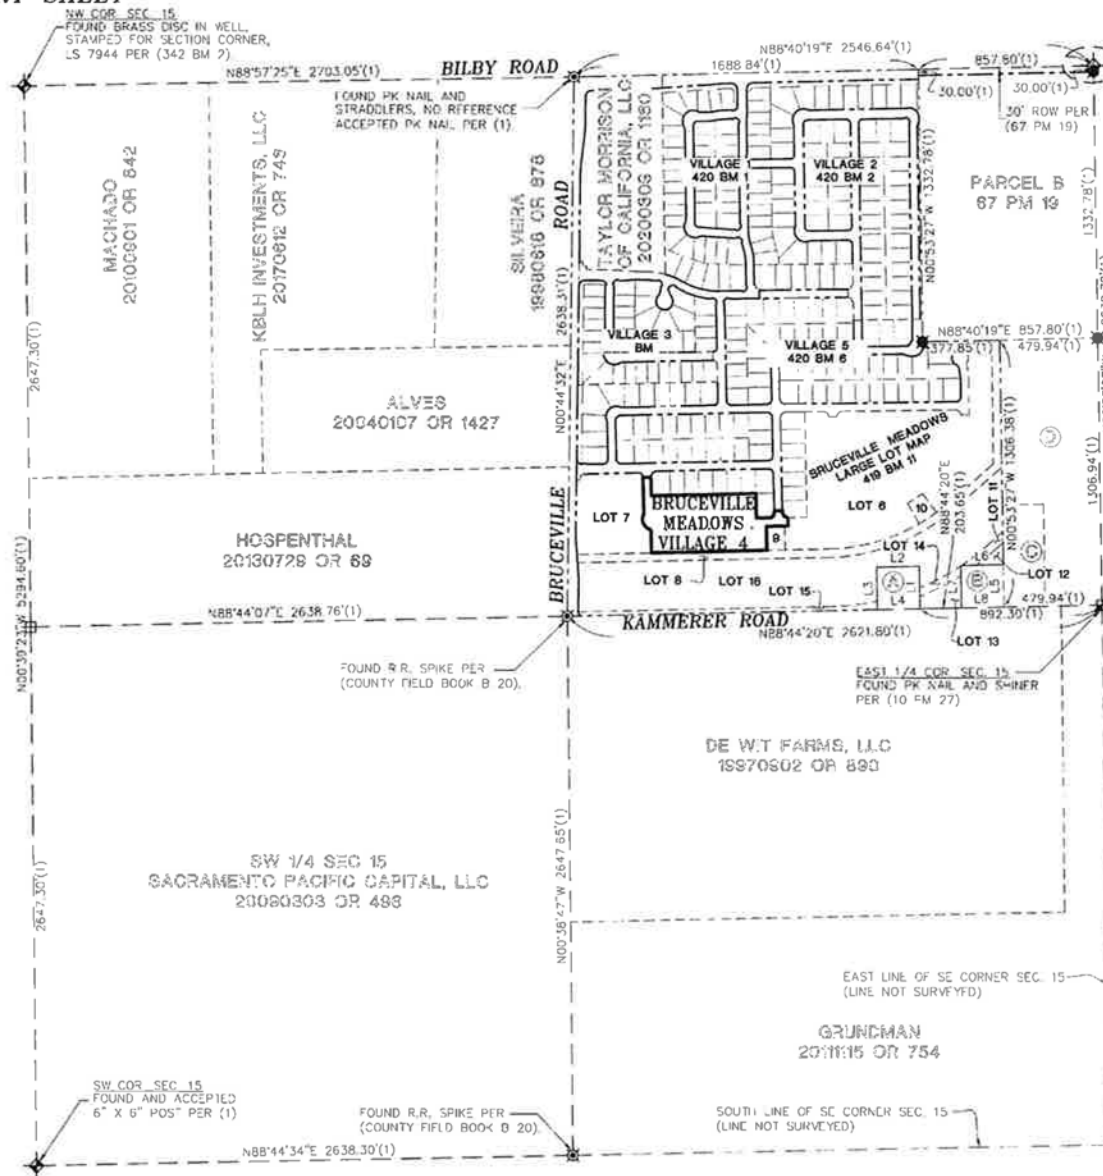 NW COR SEC 15
FOUND BRASS DISC IN WELL,
STAMPED FOR SECTION CORNER,
LS 7944 PER (342 BM 2)
N88°57'25"E 2703.05'(1)
BILBY ROAD
N88°40'19"E 2546.64'(1)
1688.84'(1)
857.80'(1)
30.00'(1)
30.00'(1)
30' ROW PER
(67 PM 19)
FOUND PK NAIL AND
STRADDLERS, NO REFERENCE
ACCEPTED PK NAIL PER (1)
MACHADO
20100901 OR 842
KBLH INVESTMENTS, LLC
20170612 OR 749
SILVEIRA
19980616 OR 878
ROAD
TAYLOR MORRISON
OF CALIFORNIA, LLC
20200303 OR 1180
VILLAGE 1
420 BM 1
VILLAGE 2
420 BM 2
N00°53'27"W 1332.78'(1)
PARCEL B
67 PM 19
1332.78'(1)
2647.30'(1)
2638.31'(1)
N00°44'32"E
VILLAGE 3
BM
VILLAGE 5
420 BM 6
N88°40'19"E 857.80'(1)
377.85'(1)
479.94'(1)
ALVES
20040107 OR 1427
BRUCEVILLE MEADOWS
LARGE LOT MAP
419 BM 11
N00°53'27"W 1306.38'(1)
D
1306.94'(1)
LOT 7
BRUCEVILLE
MEADOWS
VILLAGE 4
9
LOT 6
10
N88°44'20"E
203.65'(1)
LOT 11
HOSPENTHAL
20130729 OR 69
BRUCEVILLE
LOT 14
L2
L6
C
LOT 12
LOT 8
LOT 16
LOT 15
L3
A
L4
L7
B
L5
L8
479.94'(1)
892.30'(1)
LOT 13
N00°39'23"W 5294.60'(1)
N88°44'07"E 2638.76'(1)
KAMMERER ROAD
N88°44'20"E 2621.80'(1)
FOUND R.R. SPIKE PER
(COUNTY FIELD BOOK B 20).
EAST 1/4 COR SEC. 15
FOUND PK NAIL AND SHINER
PER (10 PM 27)
DE WIT FARMS, LLC
19970902 OR 890
SW 1/4 SEC 15
SACRAMENTO PACIFIC CAPITAL, LLC
20090303 OR 498
2647.30'(1)
N00°38'47"W 2647.65'(1)
EAST LINE OF SE CORNER SEC. 15
(LINE NOT SURVEYED)
GRUNDMAN
20111115 OR 754
SW COR SEC 15
FOUND AND ACCEPTED
6" X 6" POST PER (1)
FOUND R.R. SPIKE PER
(COUNTY FIELD BOOK B 20).
SOUTH LINE OF SE CORNER SEC. 15
(LINE NOT SURVEYED)
N88°44'34"E 2638.30'(1)